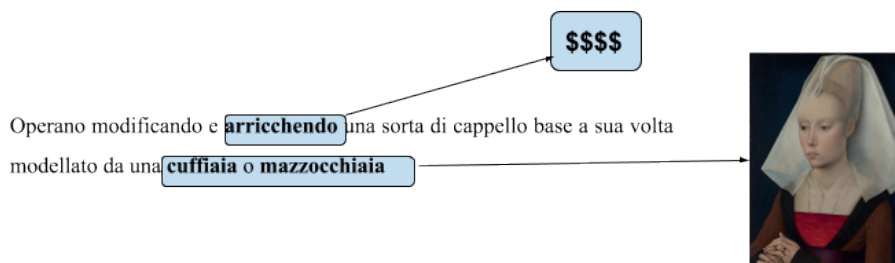 $$$$
Operano modificando e arricchendo una sorta di cappello base a sua volta
modellato da una cuffiaia o mazzocchiaia